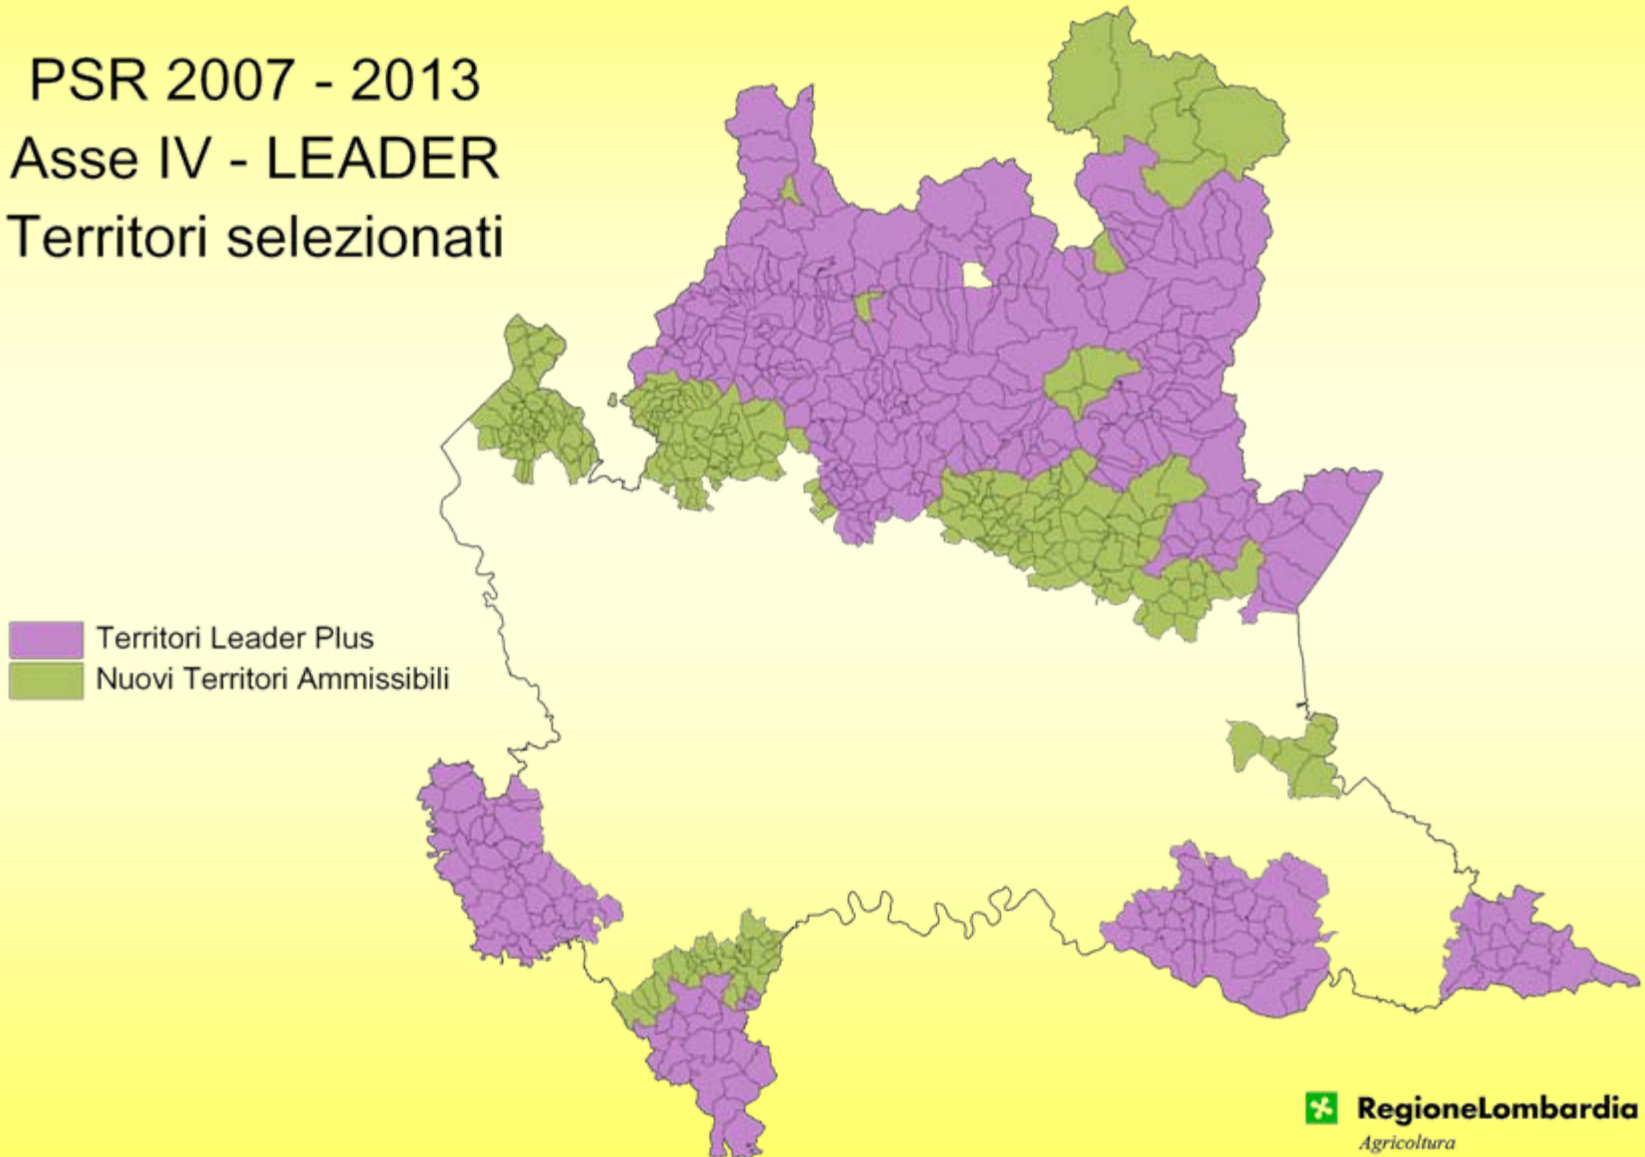 PSR 2007 - 2013
Asse IV - LEADER
Territori selezionati
Territori Leader Plus
Nuovi Territori Ammissibili
RegioneLombardia
Agricoltura